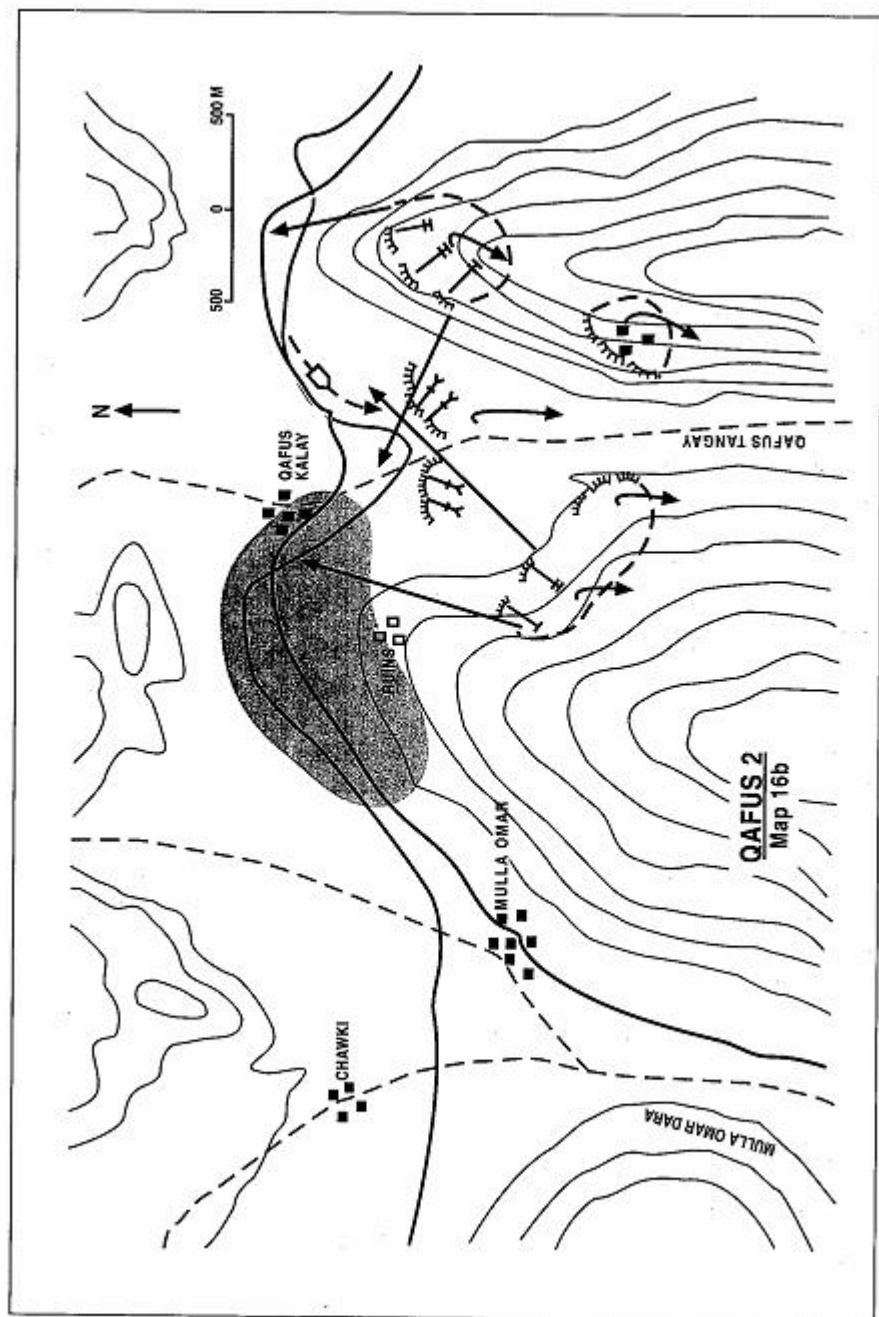 500 M
0
500
N
QAFUS
KALAY
QAFUS TANGAY
RUINS
MULLA OMAR
CHAWKI
MULLA OMAR DARA
QAFUS 2
Map 16b